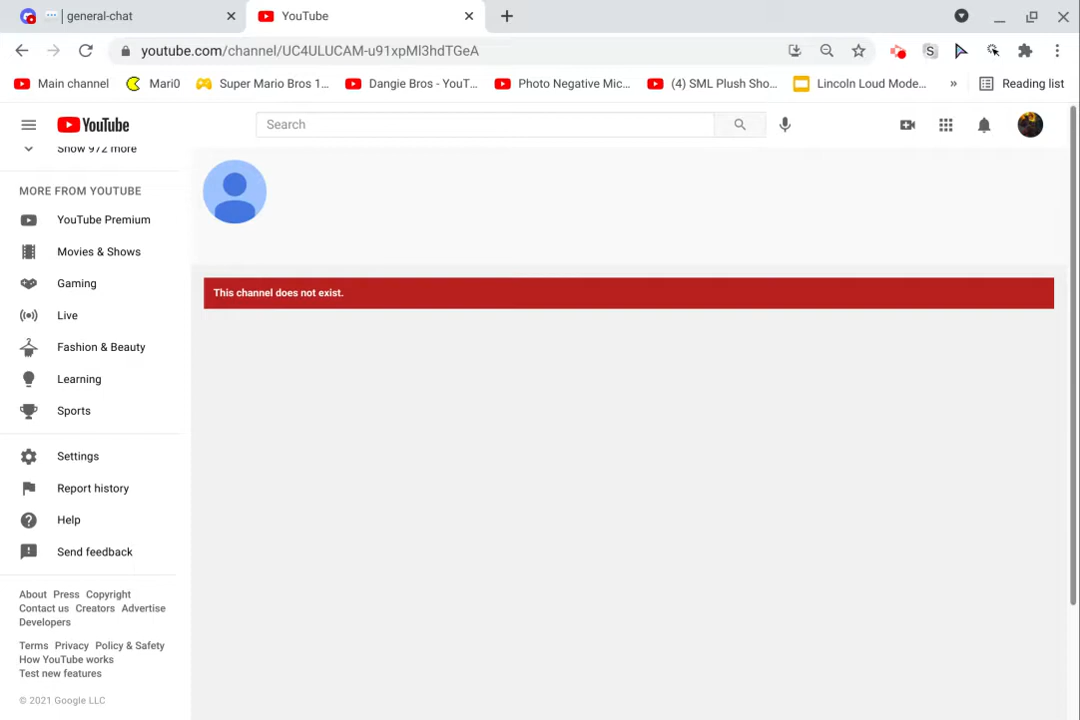 general-chat
YouTube
youtube.com/channel/UC4ULUCAM-u91xpMl3hdTGeA
Main channel
Mari0
Super Mario Bros 1...
Dangie Bros - YouT...
Photo Negative Mic...
(4) SML Plush Sho...
Lincoln Loud Mode...
»
Reading list
YouTube
Search
Show 972 more
MORE FROM YOUTUBE
YouTube Premium
Movies & Shows
Gaming
Live
Fashion & Beauty
Learning
Sports
Settings
Report history
Help
Send feedback
About Press Copyright
Contact us Creators Advertise
Developers
Terms Privacy Policy & Safety
How YouTube works
Test new features
© 2021 Google LLC
This channel does not exist.